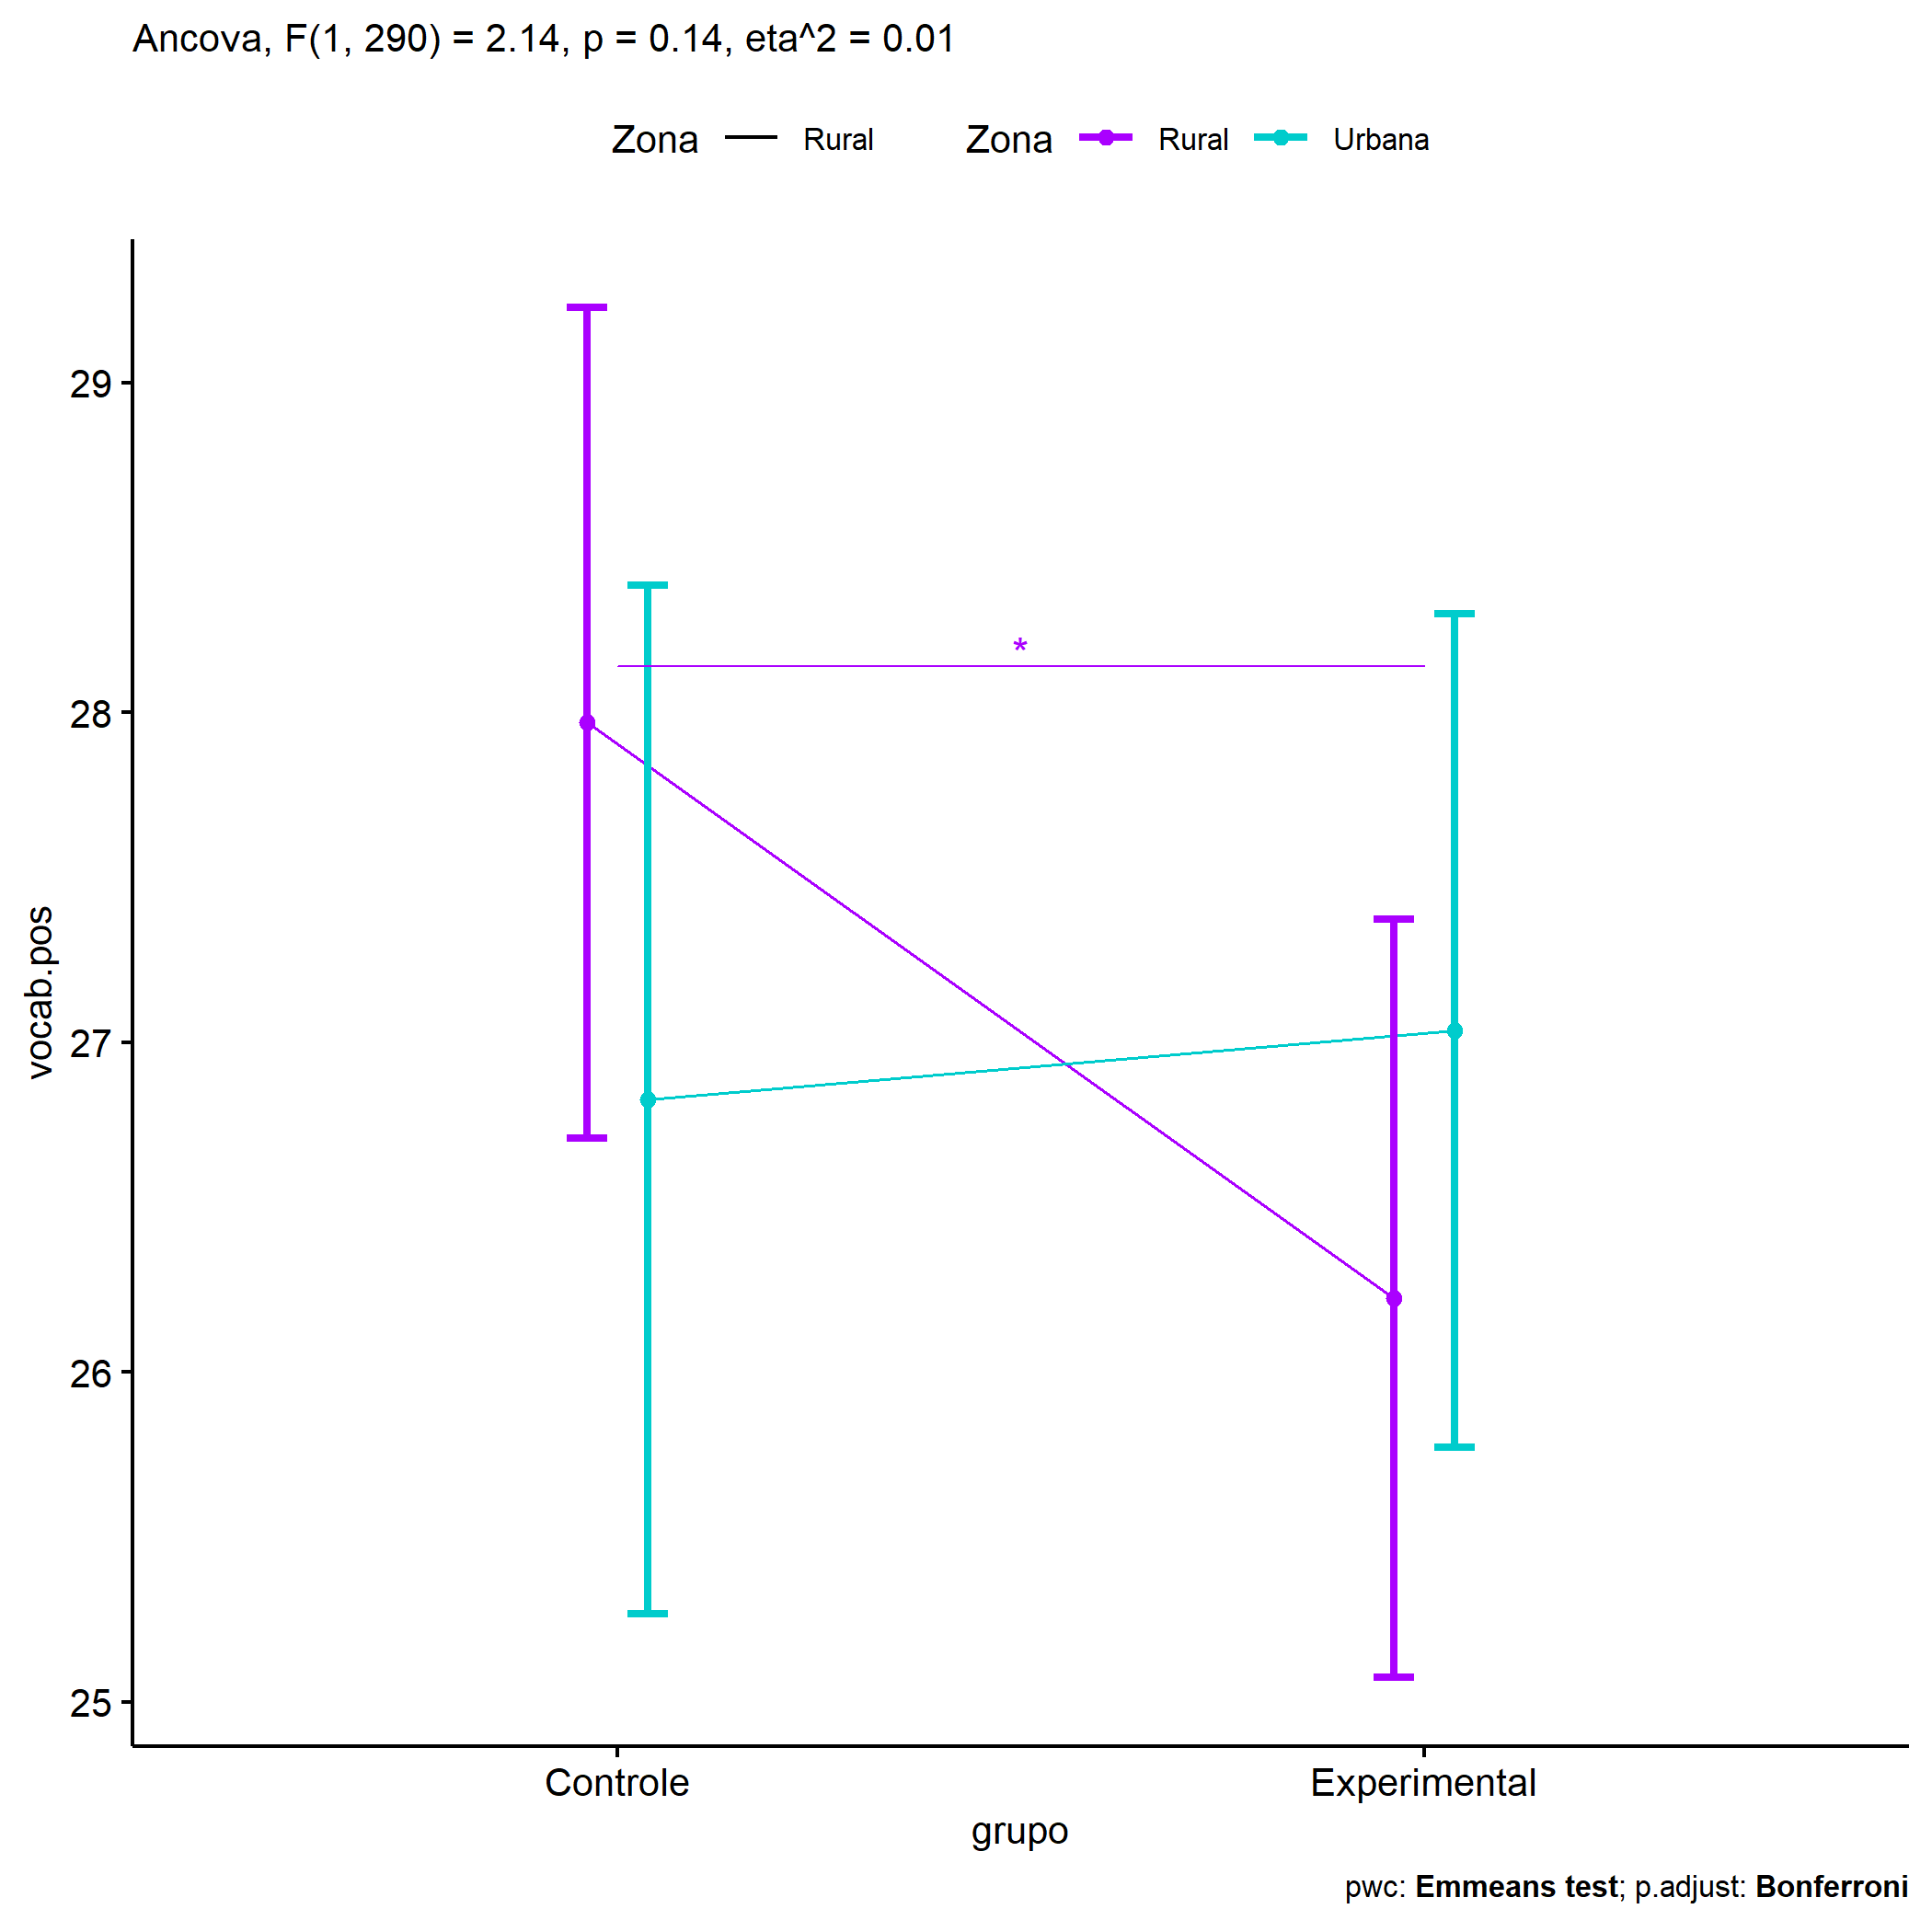 Ancova, F(1, 290) = 2.14, p = 0.14, eta^2 = 0.01
Zona Rural Zona Rural Urbana
29
*
28
vocab.pos
27
26
25
Controle Experimental
grupo
pwc: Emmeans test; p.adjust: Bonferroni